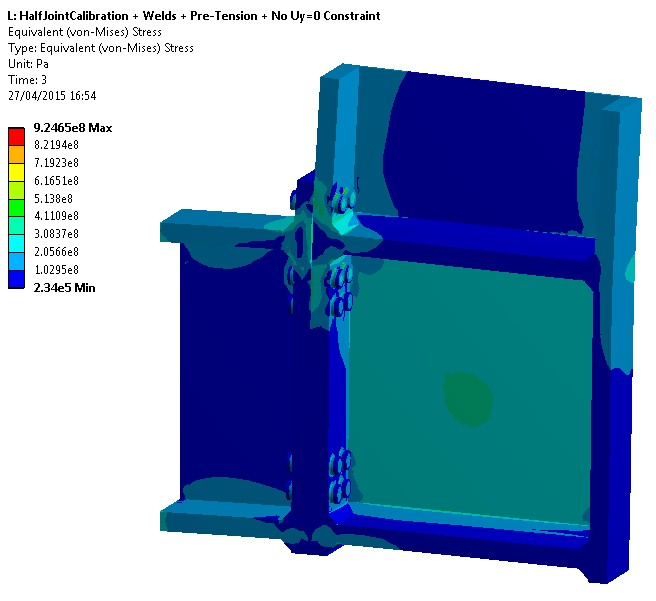 L: HalfJointCalibration + Welds + Pre-Tension + No Uy=0 Constraint
Equivalent (von-Mises) Stress
Type: Equivalent (von-Mises) Stress
Unit: Pa
Time: 3
27/04/2015 16:54
9.2465e8 Max
8.2194e8
7.1923e8
6.1651e8
5.138e8
4.1109e8
3.0837e8
2.0566e8
1.0295e8
2.34e5 Min